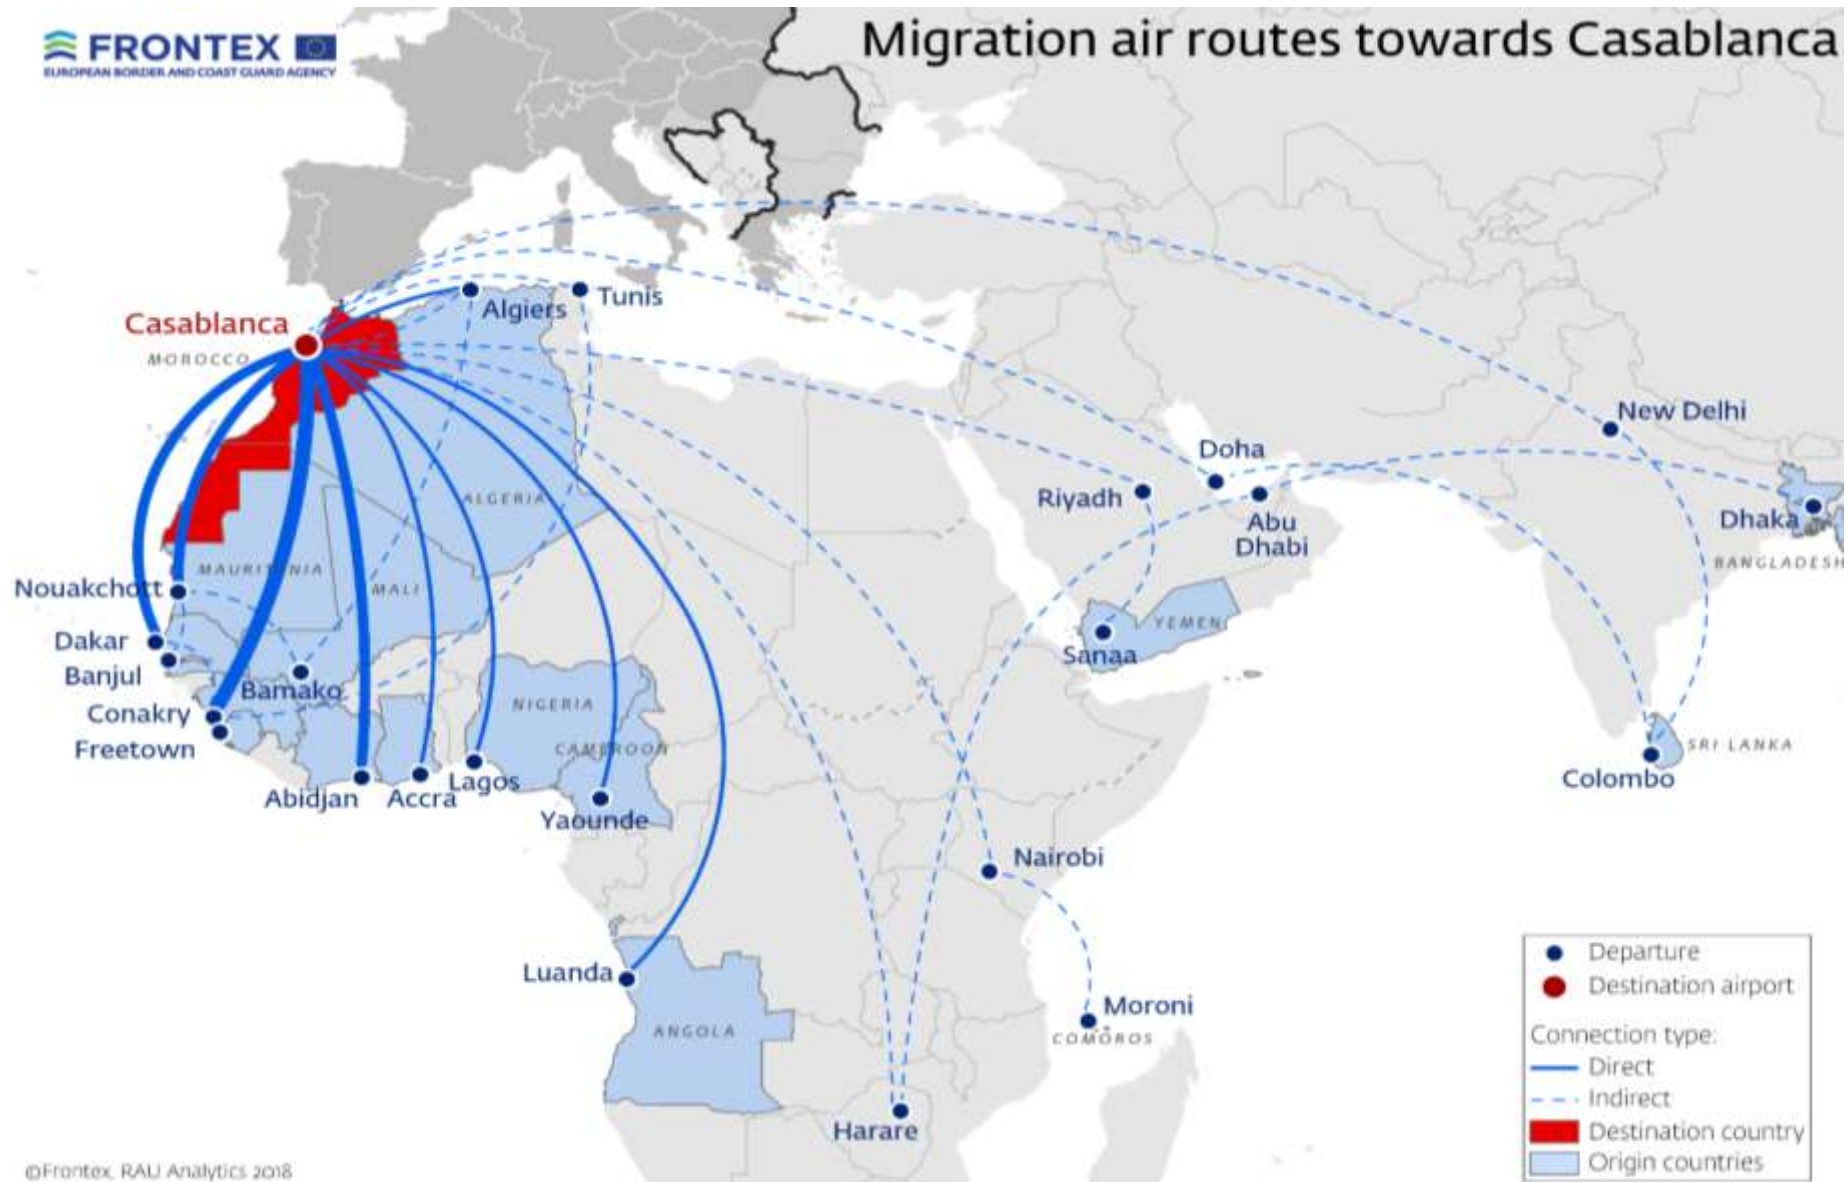 FRONTEX
EUROPEAN BORDER AND COAST GUARD AGENCY
Migration air routes towards Casablanca
Casablanca
MOROCCO
Algiers
Tunis
New Delhi
Doha
Riyadh
Abu
Dhabi
Dhaka
BANGLADESH
ALGERIA
MAURITANIA
MALI
Nouakchott
Dakar
Banjul
Bamako
Conakry
Freetown
Abidjan
Accra
Lagos
NIGERIA
CAMEROON
Yaounde
YEMEN
Sanaa
SRI LANKA
Colombo
Nairobi
Luanda
ANGOLA
Moroni
COMOROS
Harare
Departure
Destination airport
Connection type:
Direct
Indirect
Destination country
Origin countries
©Frontex, RAU Analytics 2018